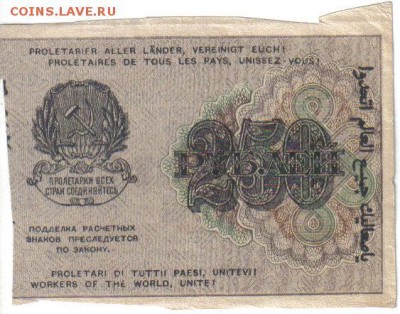 COINS.LAVE.RU
PROLETARIER ALLER LÄNDER, VEREINIGT EUCH!
PROLETAIRES DE TOUS LES PAYS, UNISSEZ-VOUS!
250
РУБЛЕЙ
ПРОЛЕТАРИИ ВСЕХ
СТРАН СОЕДИНЯЙТЕСЬ
ПОДДЕЛКА РАСЧЕТНЫХ
ЗНАКОВ ПРЕСЛЕДУЕТСЯ
ПО ЗАКОНУ.
PROLETARI DI TUTTI PAESI, UNITEVI!
WORKERS OF THE WORLD, UNITE!